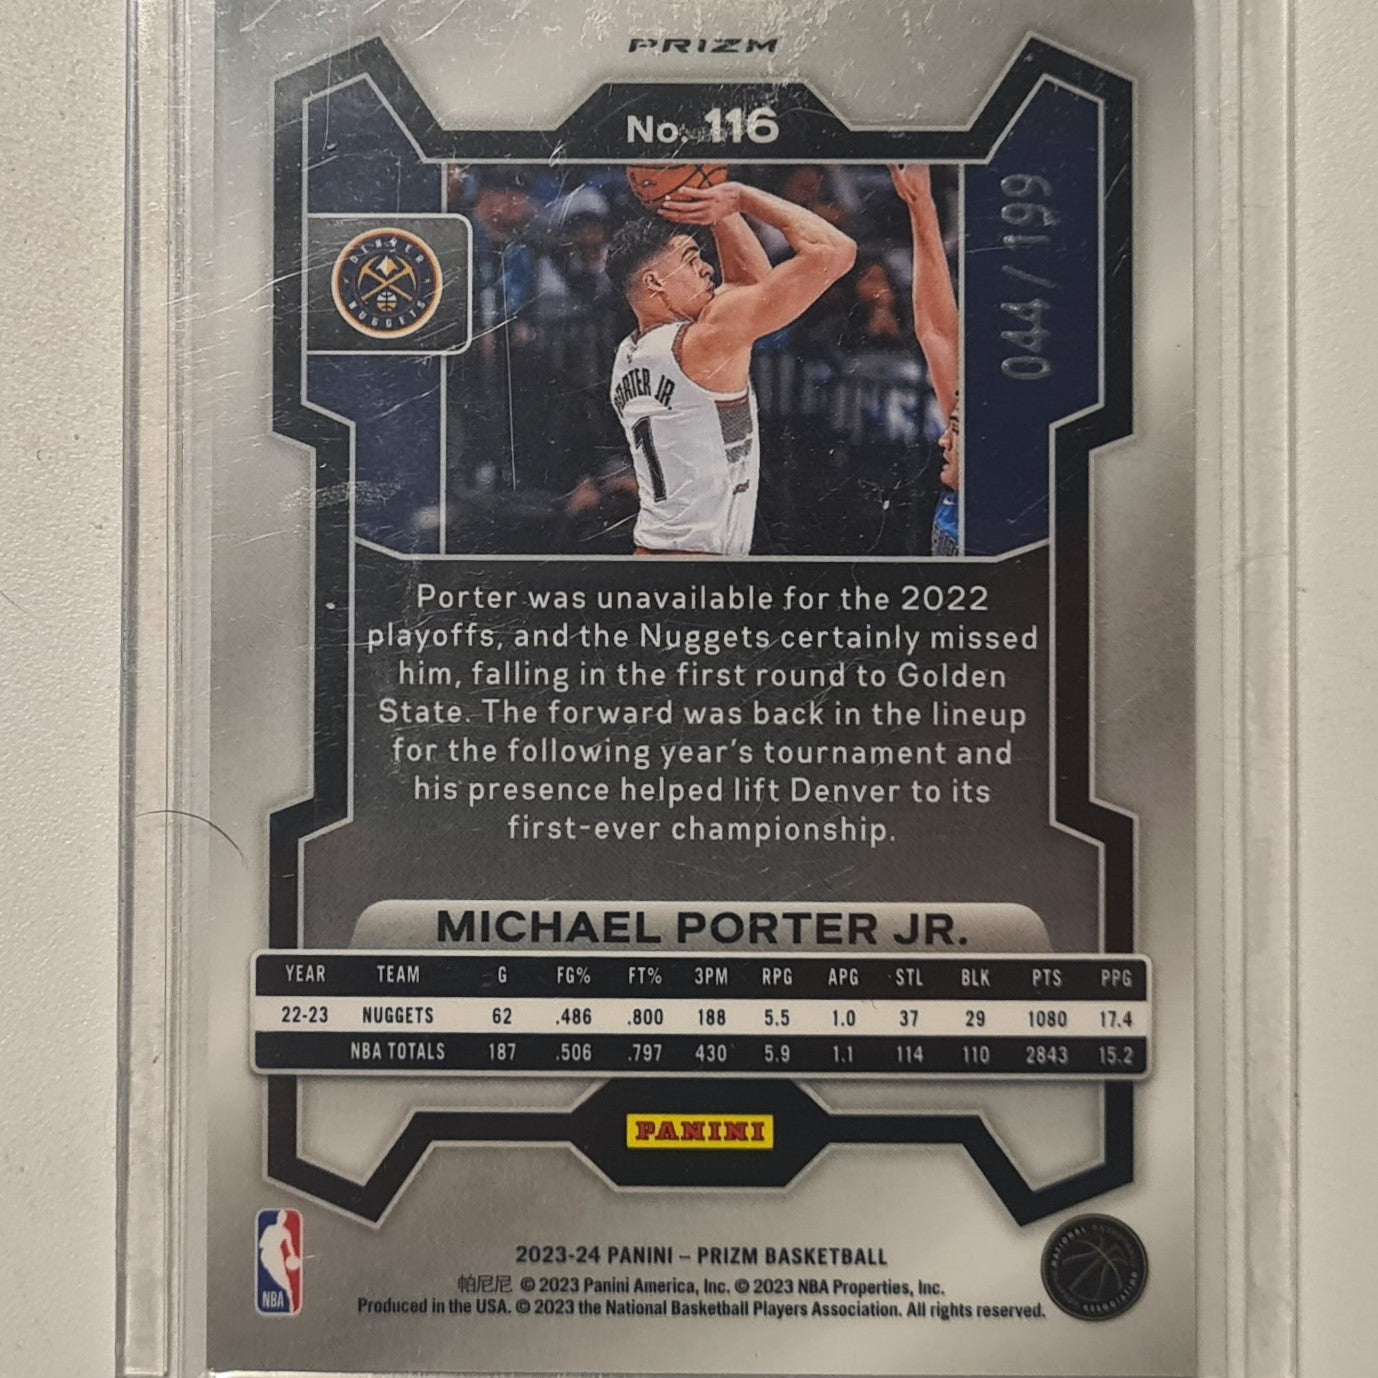 PRIZM
No. 116
DENVER
NUGGETS
044/199
PORTER JR.
1
Porter was unavailable for the 2022
playoffs, and the Nuggets certainly missed
him, falling in the first round to Golden
State. The forward was back in the lineup
for the following year's tournament and
his presence helped lift Denver to its
first-ever championship.
MICHAEL PORTER JR.
YEAR TEAM G FG% FT% 3PM RPG APG STL BLK PTS PPG
22-23 NUGGETS 62 .486 .800 188 5.5 1.0 37 29 1080 17.4
NBA TOTALS 187 .506 .797 430 5.9 1.1 114 110 2843 15.2
PANINI
NBA
2023-24 PANINI – PRIZM BASKETBALL
帕尼尼 © 2023 Panini America, Inc. © 2023 NBA Properties, Inc.
Produced in the USA. © 2023 the National Basketball Players Association. All rights reserved.